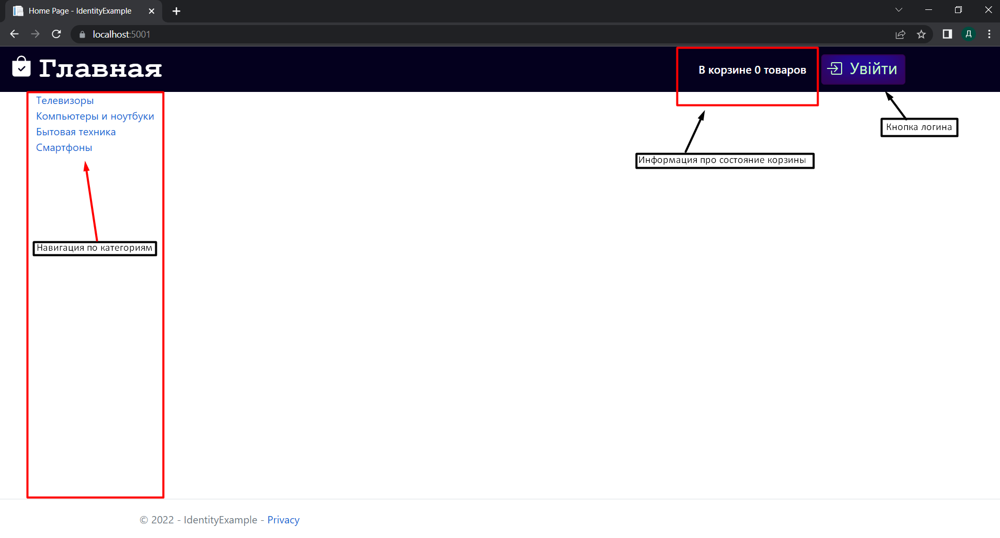 Home Page - IdentityExample
localhost:5001
Д
Главная
В корзине 0 товаров
Увійти
Телевизоры
Компьютеры и ноутбуки
Бытовая техника
Смартфоны
Кнопка логина
Информация про состояние корзины
Навигация по категориям
© 2022 - IdentityExample - Privacy